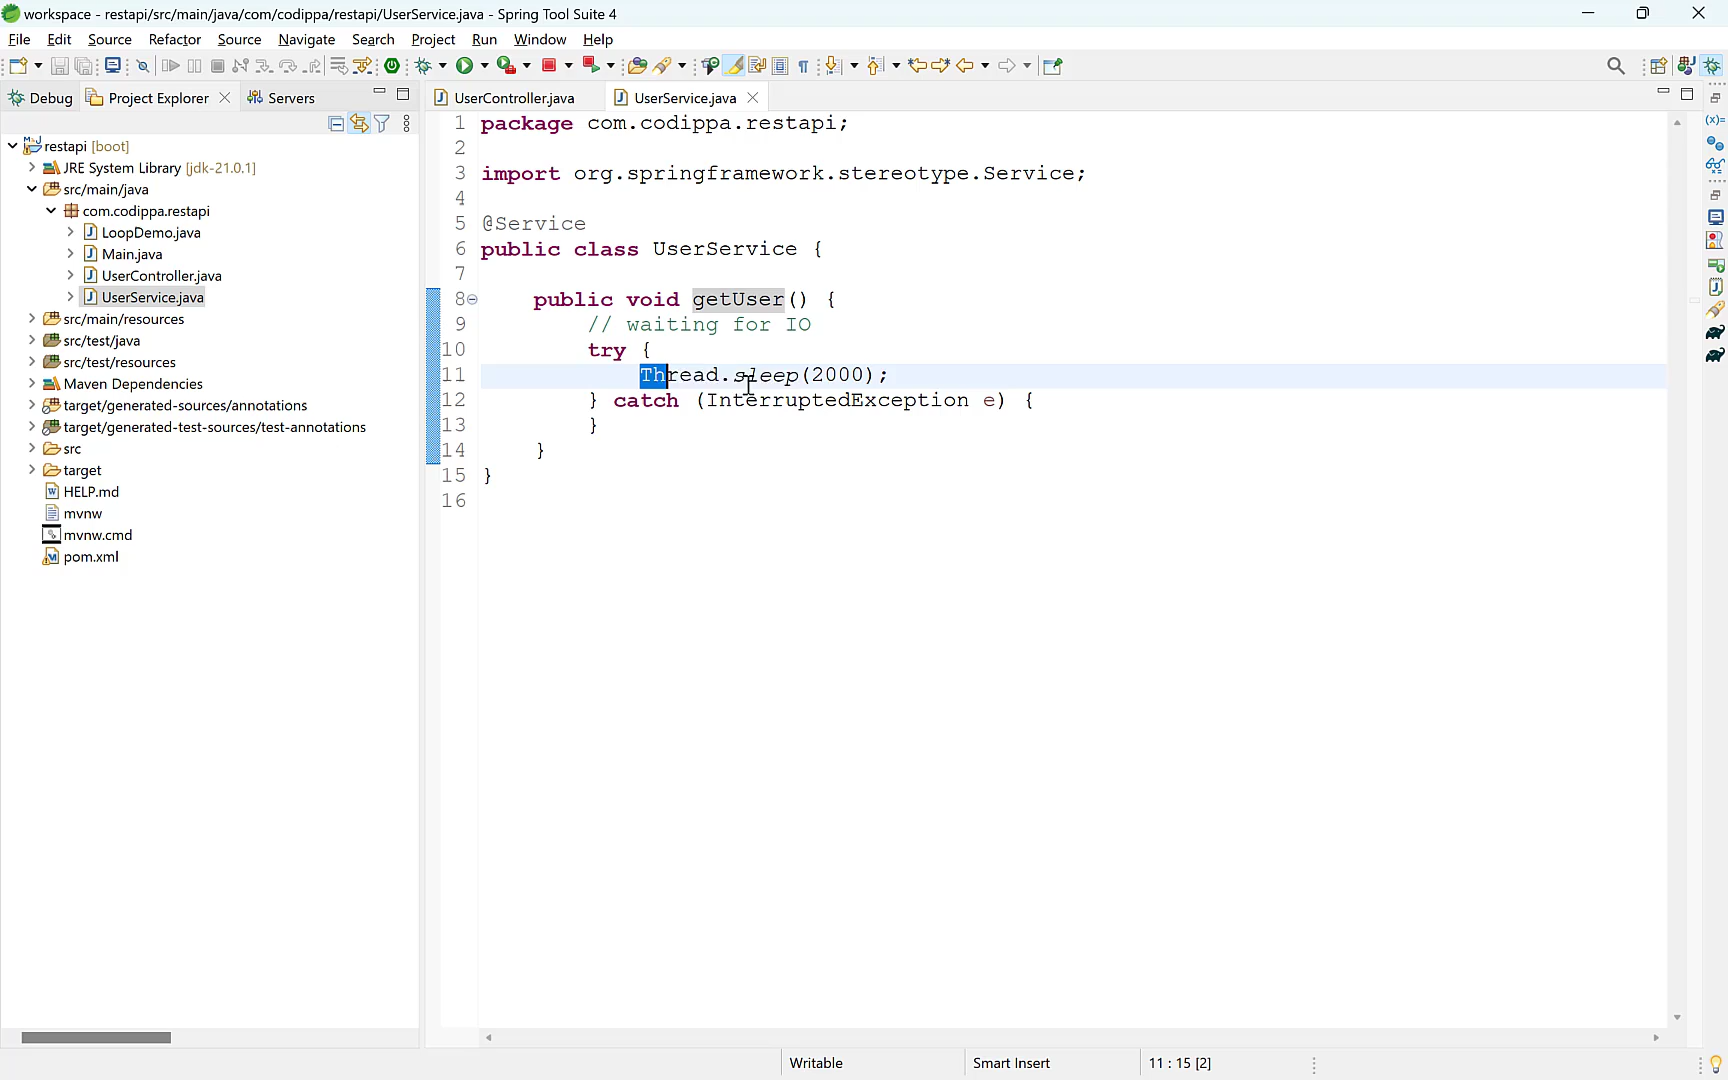 workspace - restapi/src/main/java/com/codippa/restapi/UserService.java - Spring Tool Suite 4
File Edit Source Refactor Source Navigate Search Project Run Window Help
Debug Project Explorer Servers
UserController.java UserService.java
restapi [boot]
JRE System Library [jdk-21.0.1]
src/main/java
com.codippa.restapi
LoopDemo.java
Main.java
UserController.java
UserService.java
src/main/resources
src/test/java
src/test/resources
Maven Dependencies
target/generated-sources/annotations
target/generated-test-sources/test-annotations
src
target
HELP.md
mvnw
mvnw.cmd
pom.xml
1 package com.codippa.restapi;
2
3 import org.springframework.stereotype.Service;
4
5 @Service
6 public class UserService {
7
8 public void getUser() {
9 // waiting for IO
10 try {
11 Thread.sleep(2000);
12 } catch (InterruptedException e) {
13 }
14 }
15 }
16
Writable Smart Insert 11 : 15 [2]